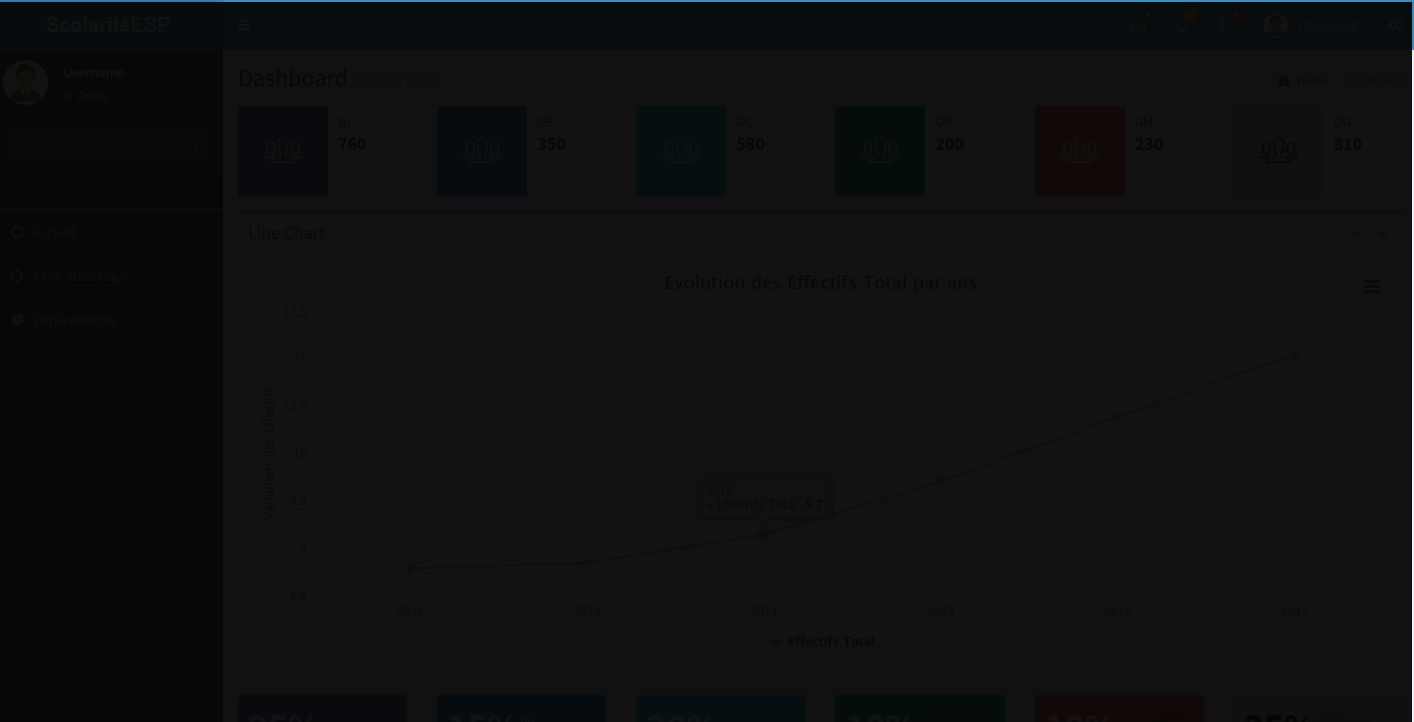 ScolaritéESP
Username
Username
Online
Search...
Accueil
Faire Statistique
Departements
Dashboard Control panel
Home Dashboard
GI
760
GE
350
GC
580
GB
200
GM
230
DG
810
Line Chart
Evolution des Effectifs Total par ans
Variations des Effectifs
17.5
15
12.5
10
7.5
5
2.5
2014
Effectifs Total: 5.7
2012
2013
2014
2015
2016
2017
Effectifs Total